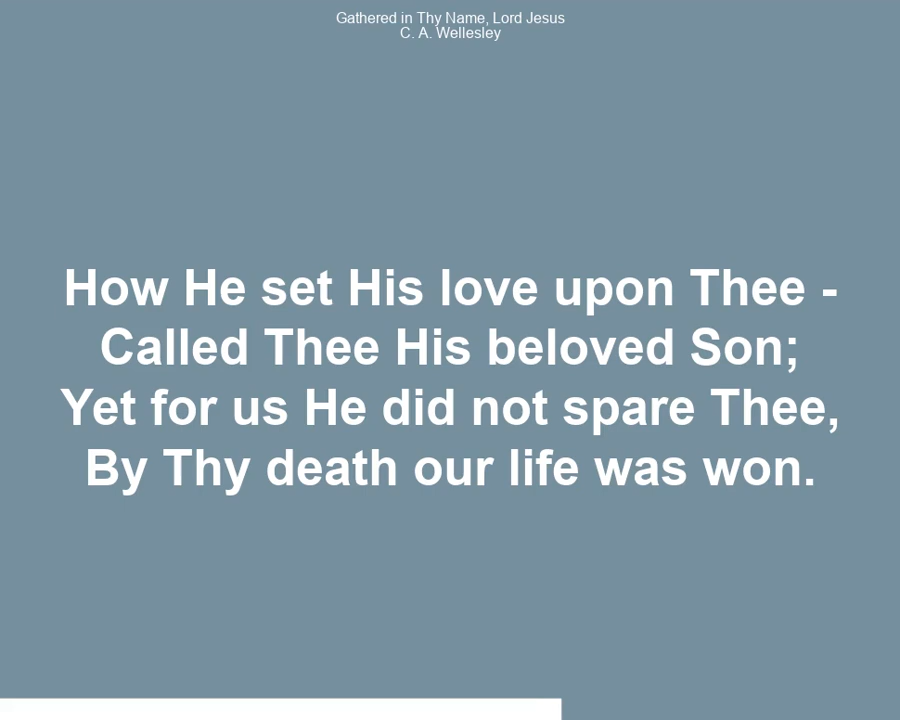 Gathered in Thy Name, Lord Jesus
C. A. Wellesley
How He set His love upon Thee -
Called Thee His beloved Son;
Yet for us He did not spare Thee,
By Thy death our life was won.